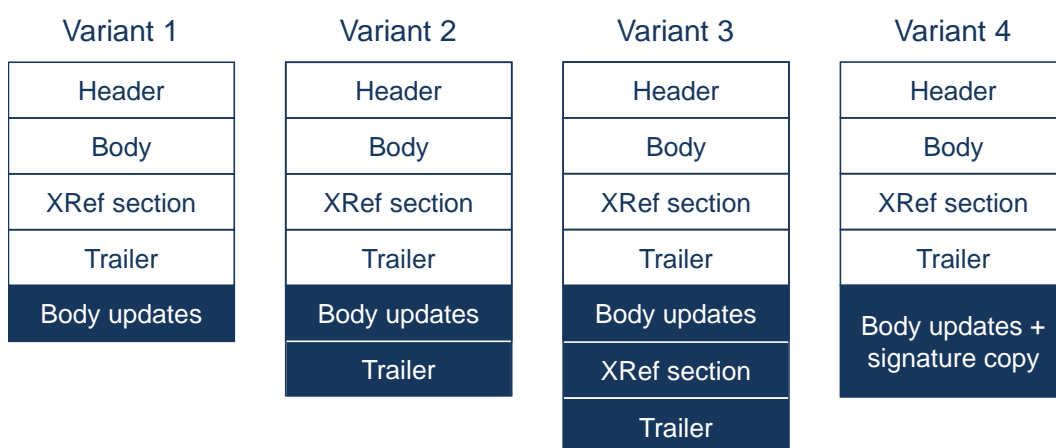 Variant 1
Header
Body
XRef section
Trailer
Body updates
Variant 2
Header
Body
XRef section
Trailer
Body updates
Trailer
Variant 3
Header
Body
XRef section
Trailer
Body updates
XRef section
Trailer
Variant 4
Header
Body
XRef section
Trailer
Body updates +
signature copy